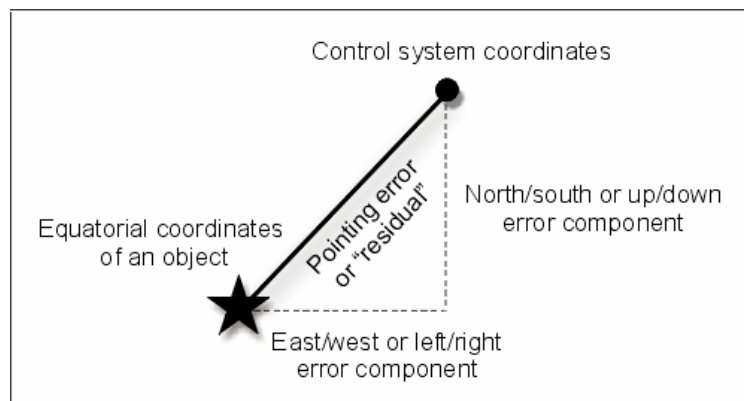 Control system coordinates
Pointing error
or “residual”
North/south or up/down
error component
Equatorial coordinates
of an object
East/west or left/right
error component